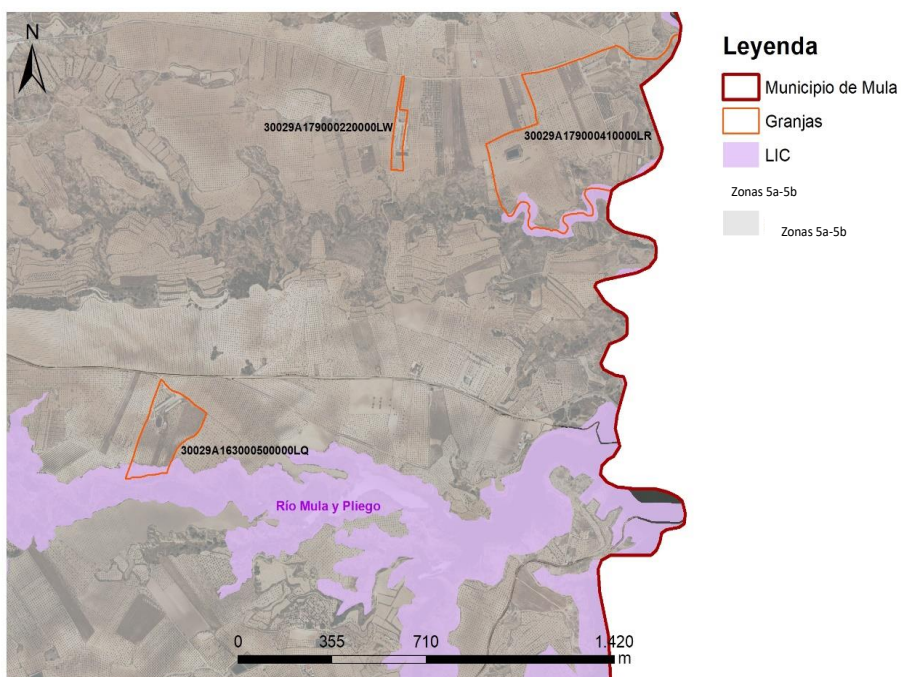 N
30029A179000220000LW
30029A179000410000LR
30029A163000500000LQ
Río Mula y Pliego
0 355 710 1.420
m
Leyenda
Municipio de Mula
Granjas
LIC
Zonas 5a-5b
Zonas 5a-5b